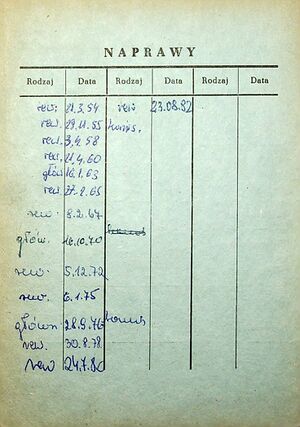 NAPRAWY
Rodzaj Data Rodzaj Data Rodzaj Data
rew. 21.3.54 rew. 23.08.82
rew. 29.11.55
rew. 3.4.58
rew. 21.4.60
głów 16.1.63
rew. 27.2.65
rew. 8.2.67
głów. 16.10.70
rew. 5.12.72
rew. 6.1.75
główn 28.9.76
rew. 30.8.78.
rew 24.7.80